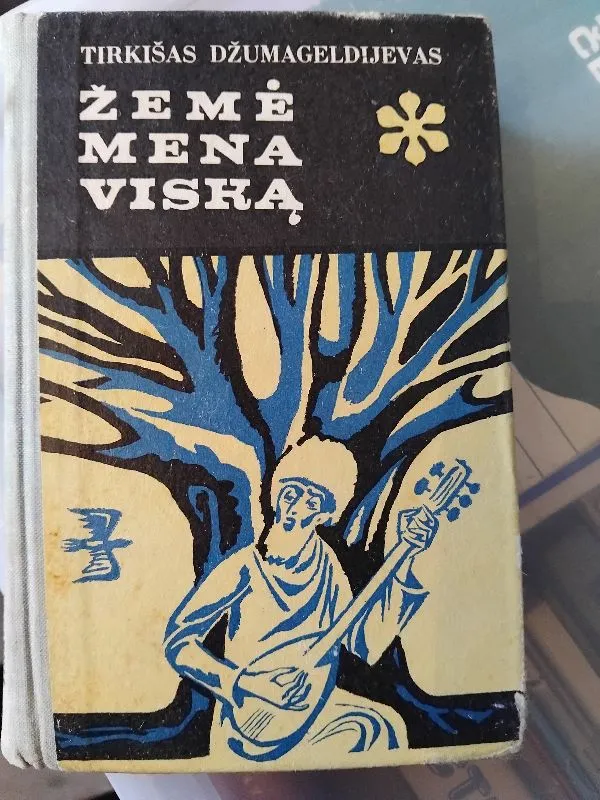 TIRKIŠAS DŽUMAGELDIJEVAS
ŽEMĖ
MENA
VISKĄ